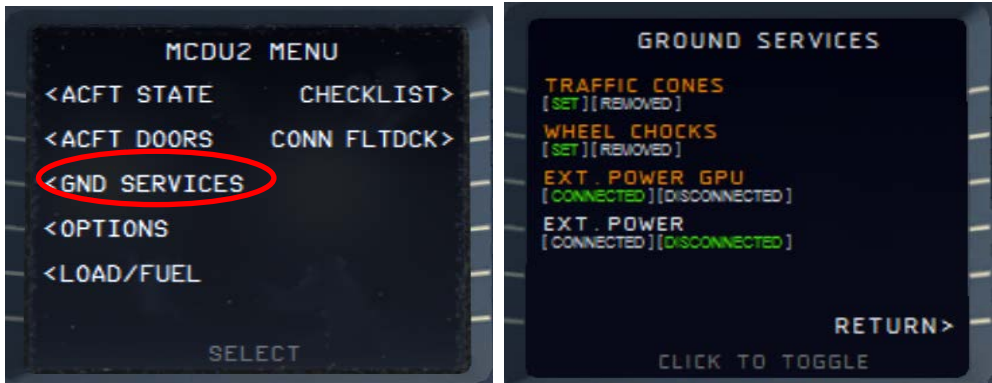 MCDU2 MENU
<ACFT STATE CHECKLIST>
<ACFT DOORS CONN FLTDCK>
<GND SERVICES
<OPTIONS
<LOAD/FUEL
SELECT
GROUND SERVICES
TRAFFIC CONES
[SET][REMOVED]
WHEEL CHOCKS
[SET][REMOVED]
EXT.POWER GPU
[CONNECTED][DISCONNECTED]
EXT.POWER
[CONNECTED][DISCONNECTED]
RETURN>
CLICK TO TOGGLE